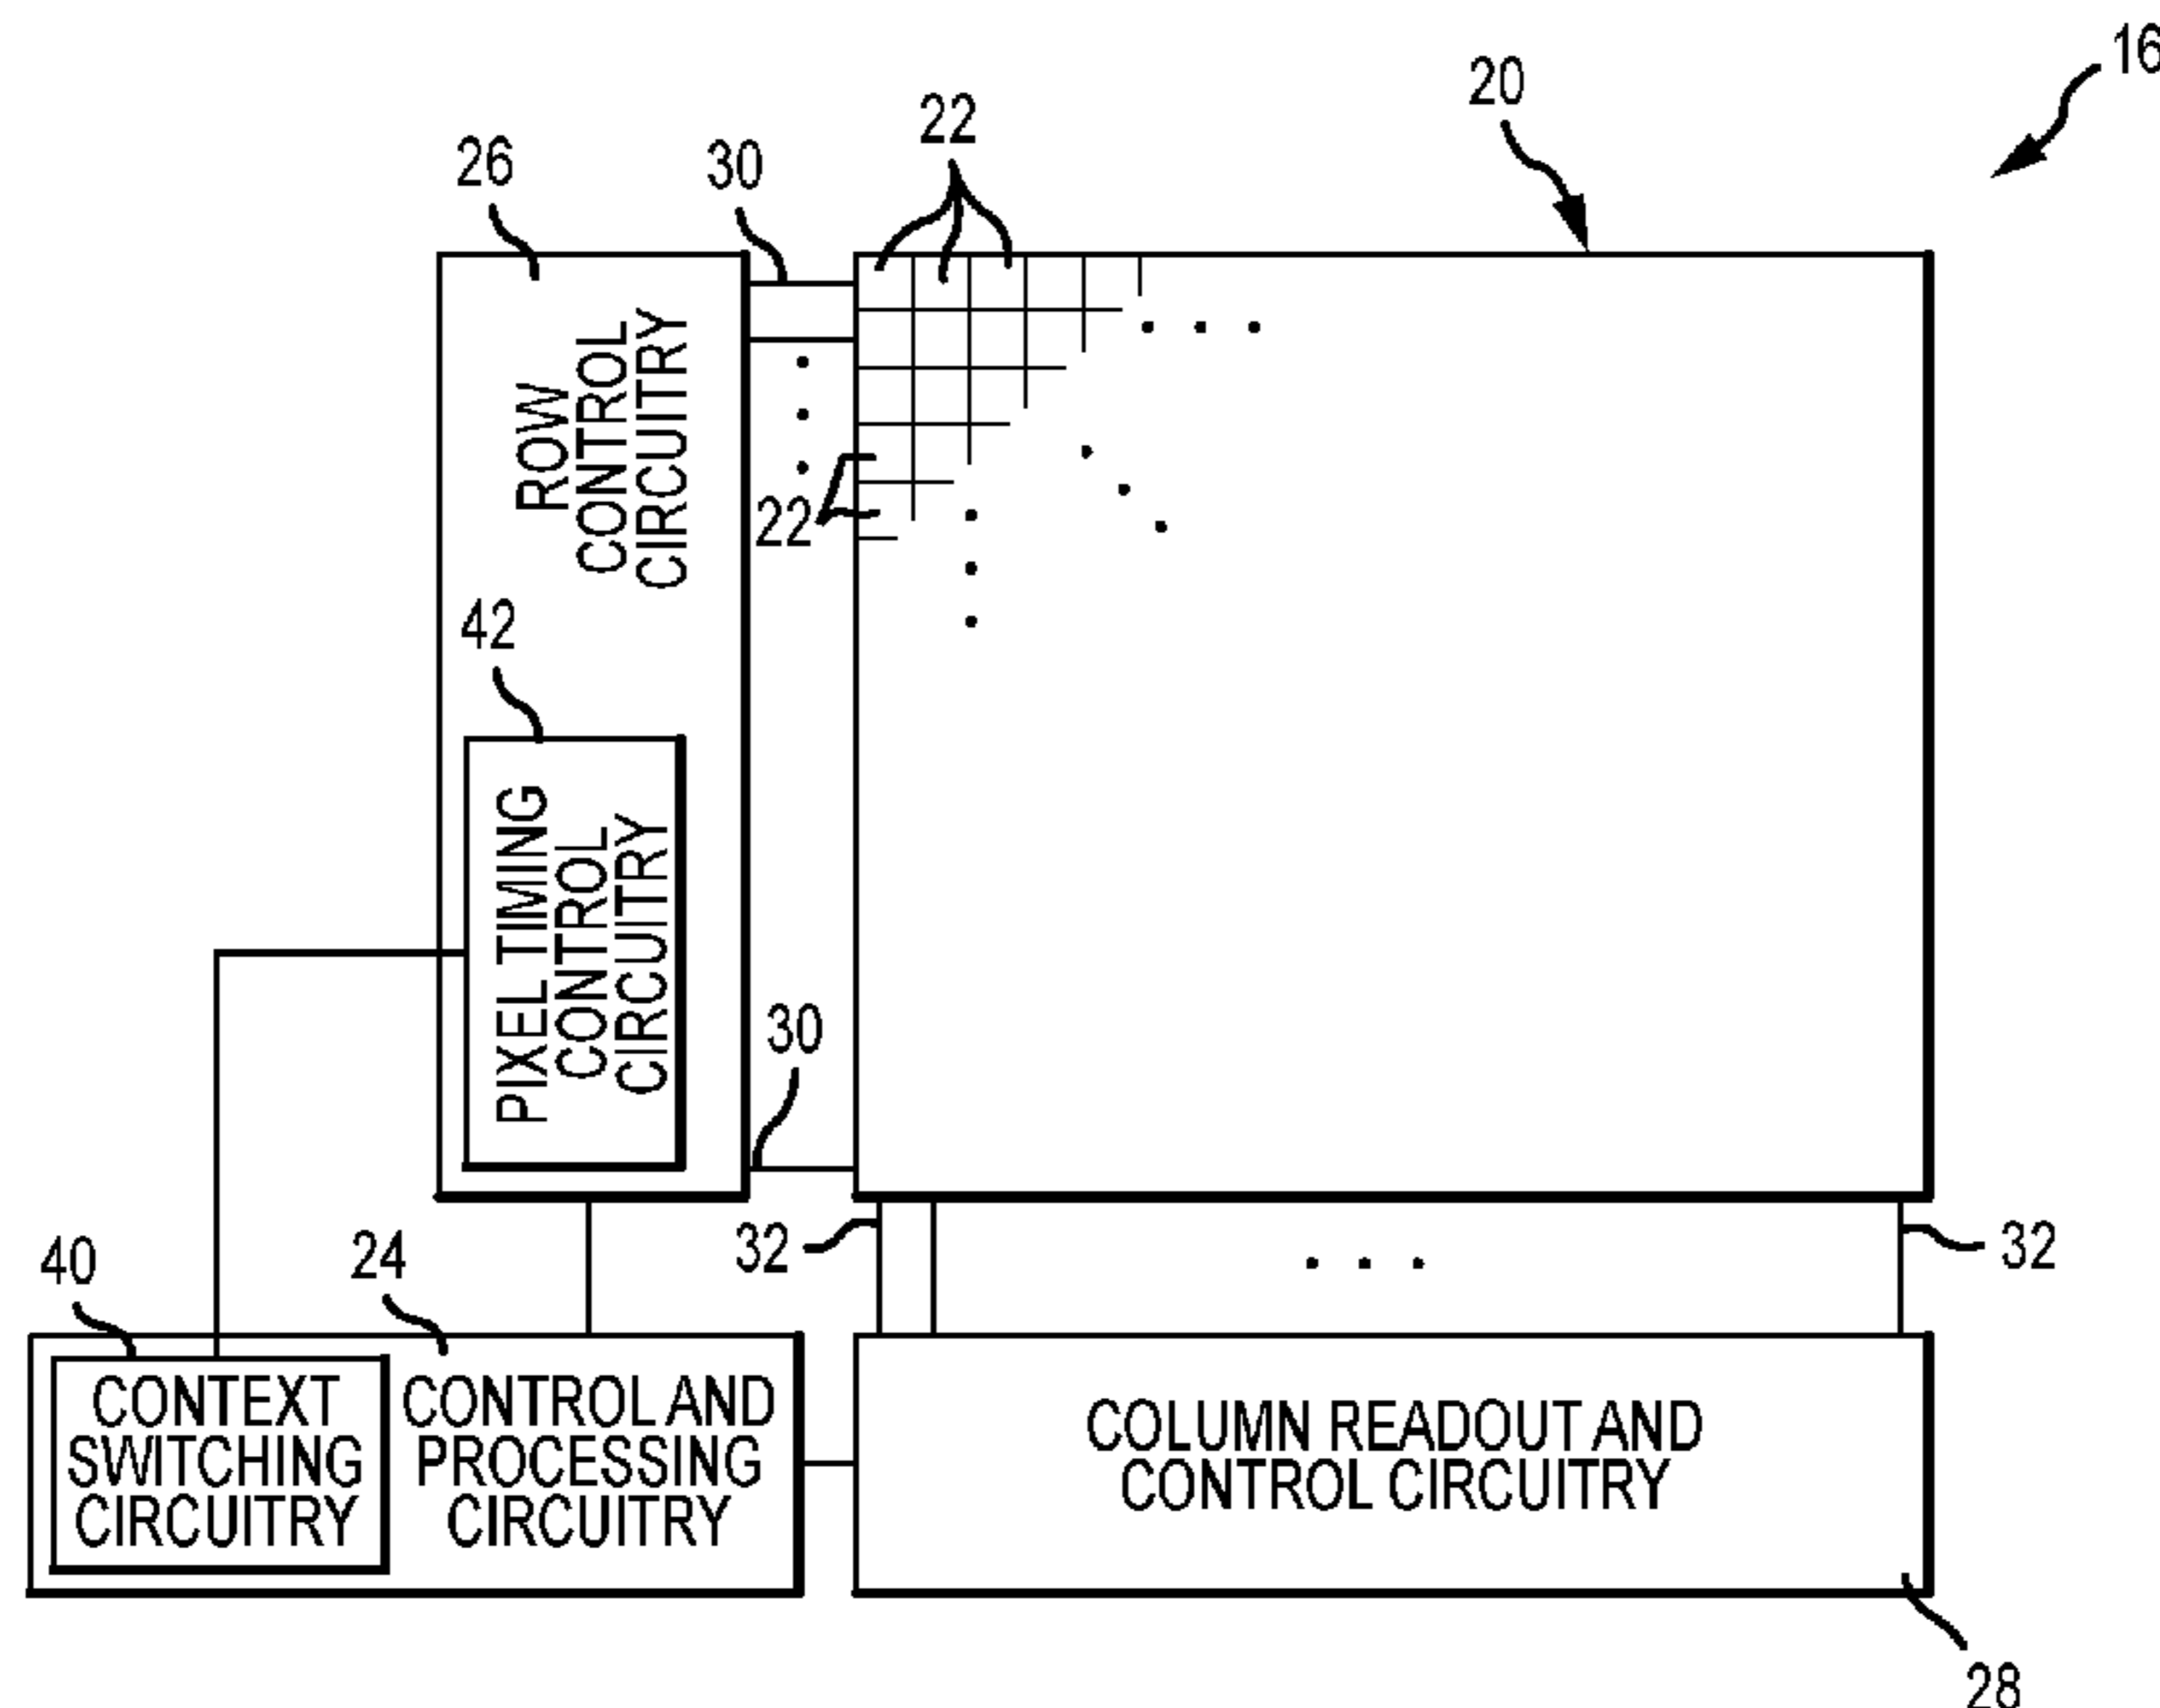 16
20
22
26
30
ROW
CONTROL
CIRCUITRY
22
42
PIXEL TIMING
CONTROL
CIRCUITRY
30
32
32
40
24
CONTEXT
SWITCHING
CIRCUITRY
CONTROL AND
PROCESSING
CIRCUITRY
COLUMN READOUT AND
CONTROL CIRCUITRY
28